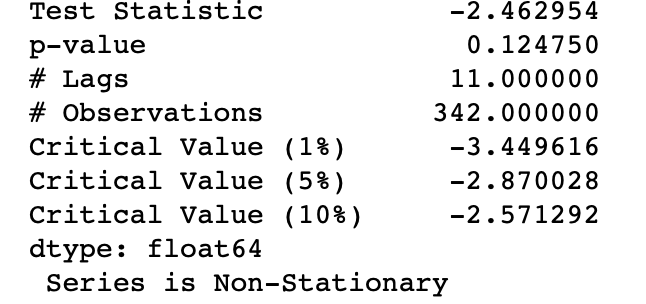 Test Statistic -2.462954
p-value 0.124750
# Lags 11.000000
# Observations 342.000000
Critical Value (1%) -3.449616
Critical Value (5%) -2.870028
Critical Value (10%) -2.571292
dtype: float64
Series is Non-Stationary